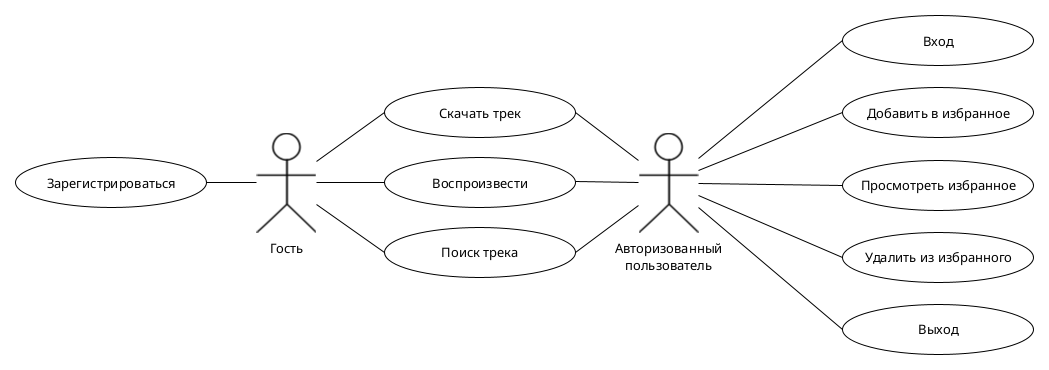 Вход
Скачать трек
Добавить в избранное
Зарегистрироваться
Воспроизвести
Просмотреть избранное
Гость
Поиск трека
Авторизованный
пользователь
Удалить из избранного
Выход